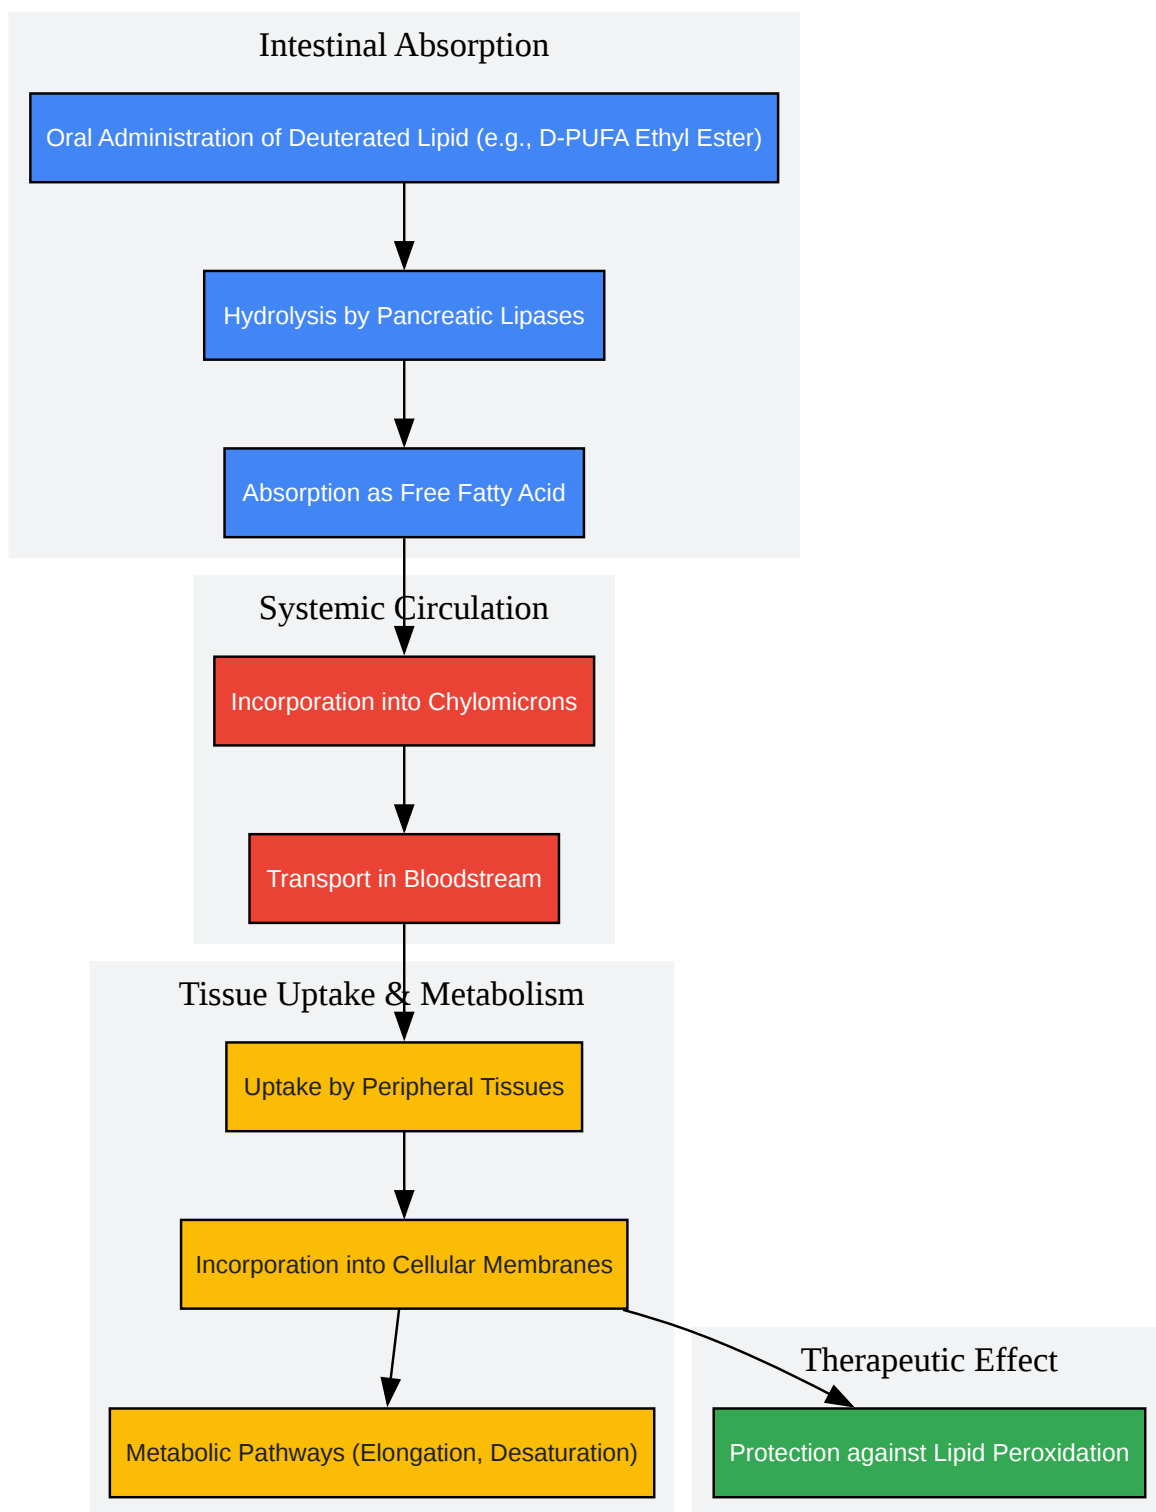 Intestinal Absorption
Oral Administration of Deuterated Lipid (e.g., D-PUFA Ethyl Ester)
Hydrolysis by Pancreatic Lipases
Absorption as Free Fatty Acid
Systemic Circulation
Incorporation into Chylomicrons
Transport in Bloodstream
Tissue Uptake & Metabolism
Uptake by Peripheral Tissues
Incorporation into Cellular Membranes
Therapeutic Effect
Metabolic Pathways (Elongation, Desaturation)
Protection against Lipid Peroxidation